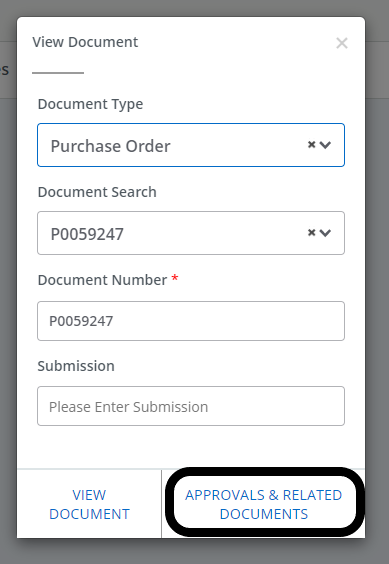 View Document
×
s
Document Type
Purchase Order
Document Search
P0059247
Document Number *
P0059247
Submission
Please Enter Submission
VIEW
DOCUMENT
APPROVALS & RELATED
DOCUMENTS